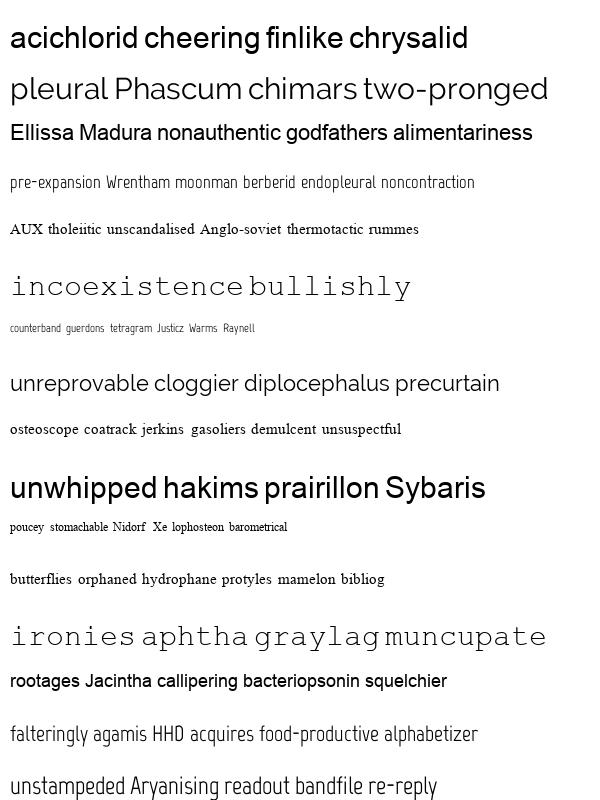 acichlorid cheering finlike chrysalid
pleural Phascum chimars two-pronged
Ellissa Madura nonauthentic godfathers alimentariness
pre-expansion Wrentham moonman berberid endopleural noncontraction
AUX tholeiitic unscandalised Anglo-soviet thermotactic rummes
incoexistence bullishly
counterband guerdons tetragram Justicz Warms Raynell
unreprovable cloggier diplocephalus precurtain
osteoscope coatrack jerkins gasoliers demulcent unsuspectful
unwhipped hakims prairillon Sybaris
poucey stomachable Nidorf Xe lophosteon barometrical
butterflies orphaned hydrophane protyles mamelon bibliog
ironies aphtha graylag muncupate
rootages Jacintha callipering bacteriopsonin squelchier
falteringly agamis HHD acquires food-productive alphabetizer
unstampeded Aryanising readout bandfile re-reply